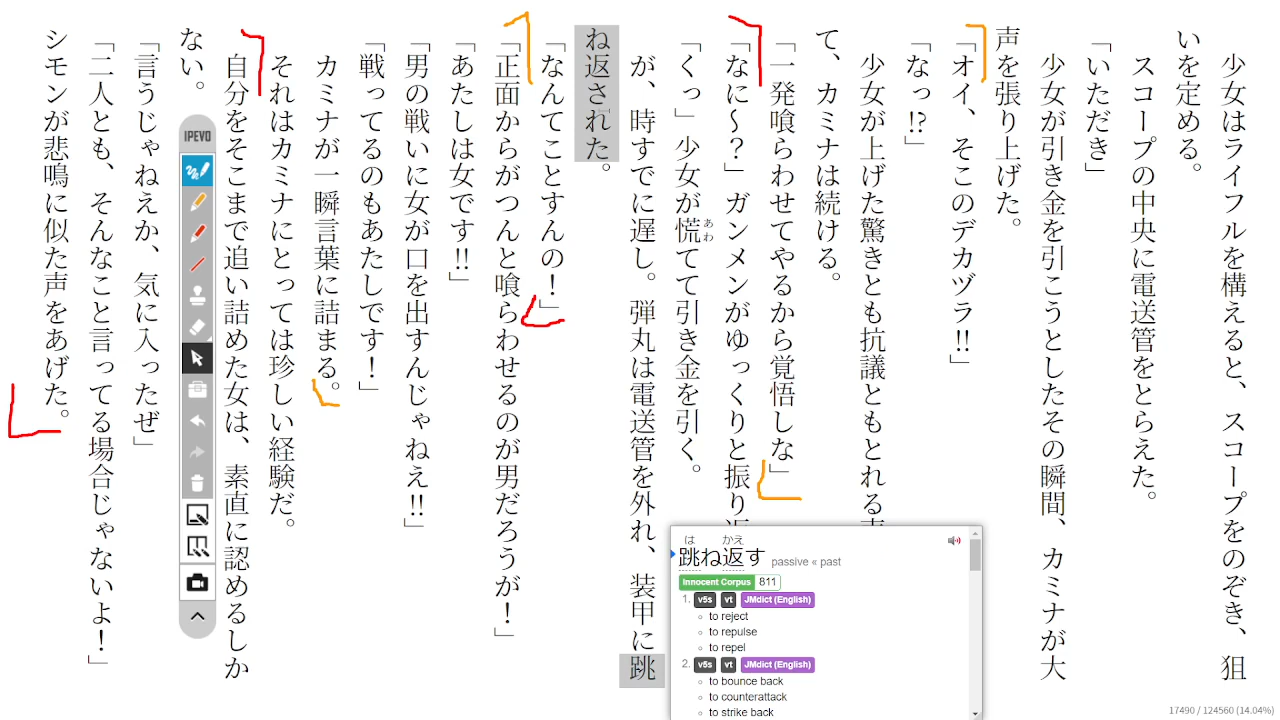 少女はライフルを構えると、スコープをのぞき、狙
いを定める。
スコープの中央に電送管をとらえた。
「いただき」
少女が引き金を引こうとしたその瞬間、カミナが大
声を張り上げた。
「オイ、そこのデカヅラ!!」
「なっ!?」
少女が上げた驚きとも抗議ともとれる
て、カミナは続ける。
「一発喰らわせてやるから覚悟しな」
「なに〜？」ガンメンがゆっくりと振り
「くっ」少女が慌てて引き金を引く。
あわ
が、時すでに遅し。弾丸は電送管を外れ、装甲に跳
ね返された。
「なんてことすんの！」
「正面からがつんと喰らわせるのが男だろうが！」
「あたしは女です!!」
「男の戦いに女が口を出すんじゃねえ!!」
「戦ってるのもあたしです！」
カミナが一瞬言葉に詰まる。
それはカミナにとっては珍しい経験だ。
自分をそこまで追い詰めた女は、素直に認めるしか
ない。
「言うじゃねえか、気に入ったぜ」
「二人とも、そんなこと言ってる場合じゃないよ！」
シモンが悲鳴に似た声をあげた。
IPEVO
は かえ
跳ね返す passive « past
Innocent Corpus 811
1. v5s vt JMdict (English)
to reject
to repulse
to repel
2. v5s vt JMdict (English)
to bounce back
to counterattack
to strike back
17490 / 124560 (14.04%)